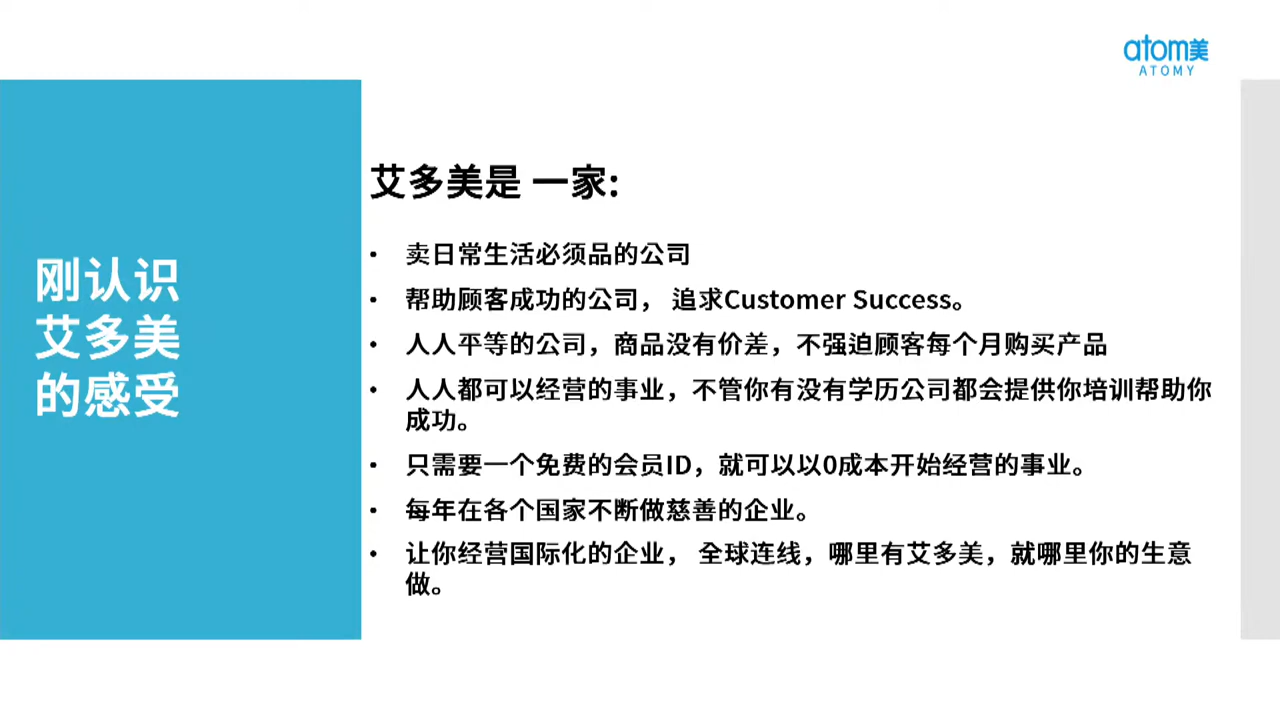 atom美
ATOMY
刚认识
艾多美
的感受
艾多美是 一家:
• 卖日常生活必须品的公司
• 帮助顾客成功的公司， 追求Customer Success。
• 人人平等的公司，商品没有价差，不强迫顾客每个月购买产品
• 人人都可以经营的事业，不管你有没有学历公司都会提供你培训帮助你
成功。
• 只需要一个免费的会员ID，就可以以0成本开始经营的事业。
• 每年在各个国家不断做慈善的企业。
• 让你经营国际化的企业， 全球连线，哪里有艾多美，就哪里你的生意
做。